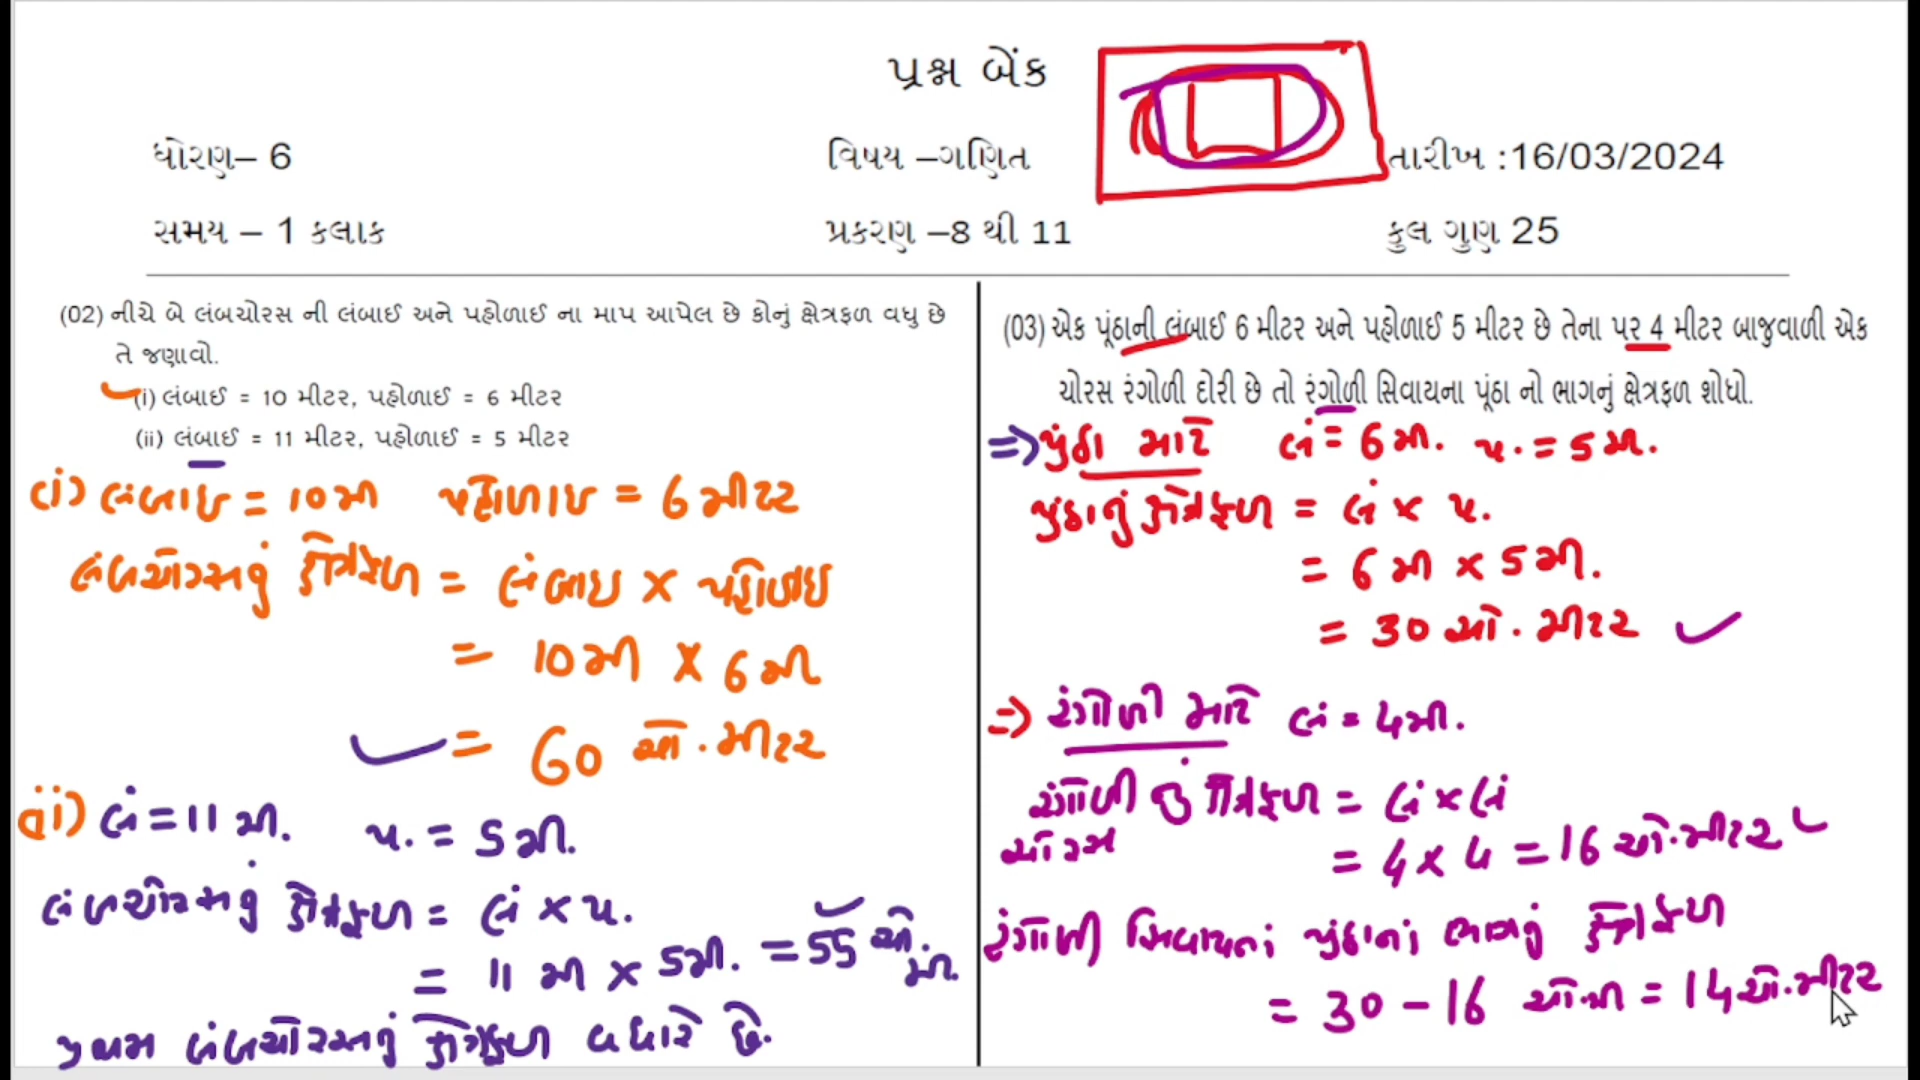 પ્રશ્ન બેંક
ધોરણ– 6 વિષય –ગણિત તારીખ :16/03/2024
સમય – 1 કલાક પ્રકરણ –8 થી 11 કુલ ગુણ 25
(02) નીચે બે લંબચોરસ ની લંબાઈ અને પહોળાઈ ના માપ આપેલ છે કોનું ક્ષેત્રફળ વધુ છે
તે જણાવો.
(i) લંબાઈ = 10 મીટર, પહોળાઈ = 6 મીટર
(ii) લંબાઈ = 11 મીટર, પહોળાઈ = 5 મીટર
(i) લંબાઇ = 10 મી પહોળાઇ = 6 મીટર
લંબચોરસનું ક્ષેત્રફળ = લંબાઇ × પહોળાઇ
= 10 મી × 6 મી
= 60 ચો. મીટર
(ii) લં = 11 મી. પ. = 5 મી.
લંબચોરસનું ક્ષેત્રફળ = લં × પ.
= 11 મી × 5 મી. = 55 ચો. મી.
પ્રથમ લંબચોરસનું ક્ષેત્રફળ વધારે છે.
(03) એક પૂંઠાની લંબાઈ 6 મીટર અને પહોળાઈ 5 મીટર છે તેના પર 4 મીટર બાજુવાળી એક
ચોરસ રંગોળી દોરી છે તો રંગોળી સિવાયના પૂંઠા નો ભાગનું ક્ષેત્રફળ શોધો.
⇒ પુંઠા માટે લં = 6 મી. પ. = 5 મી.
પુંઠાનું ક્ષેત્રફળ = લં × પ.
= 6 મી × 5 મી.
= 30 ચો. મીટર
⇒ રંગોળી માટે લં = 4 મી.
રંગોળી નું ક્ષેત્રફળ = લં × લં
ચોરસ = 4 × 4 = 16 ચો. મીટર
રંગોળી સિવાયનાં પુંઠાનાં ભાગનું ક્ષેત્રફળ
= 30 – 16 ચો.મી = 14 ચો. મીટર